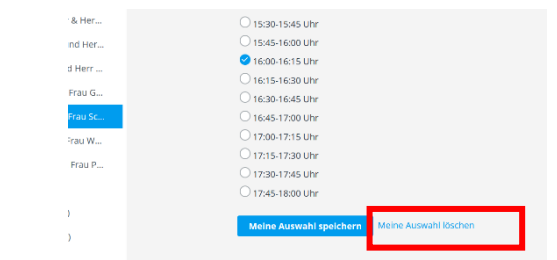 & Her...
und Her...
d Herr ...
Frau G...
Frau Sc...
Frau W...
Frau P...
)
)
15:30-15:45 Uhr
15:45-16:00 Uhr
16:00-16:15 Uhr
16:15-16:30 Uhr
16:30-16:45 Uhr
16:45-17:00 Uhr
17:00-17:15 Uhr
17:15-17:30 Uhr
17:30-17:45 Uhr
17:45-18:00 Uhr
Meine Auswahl speichern Meine Auswahl löschen